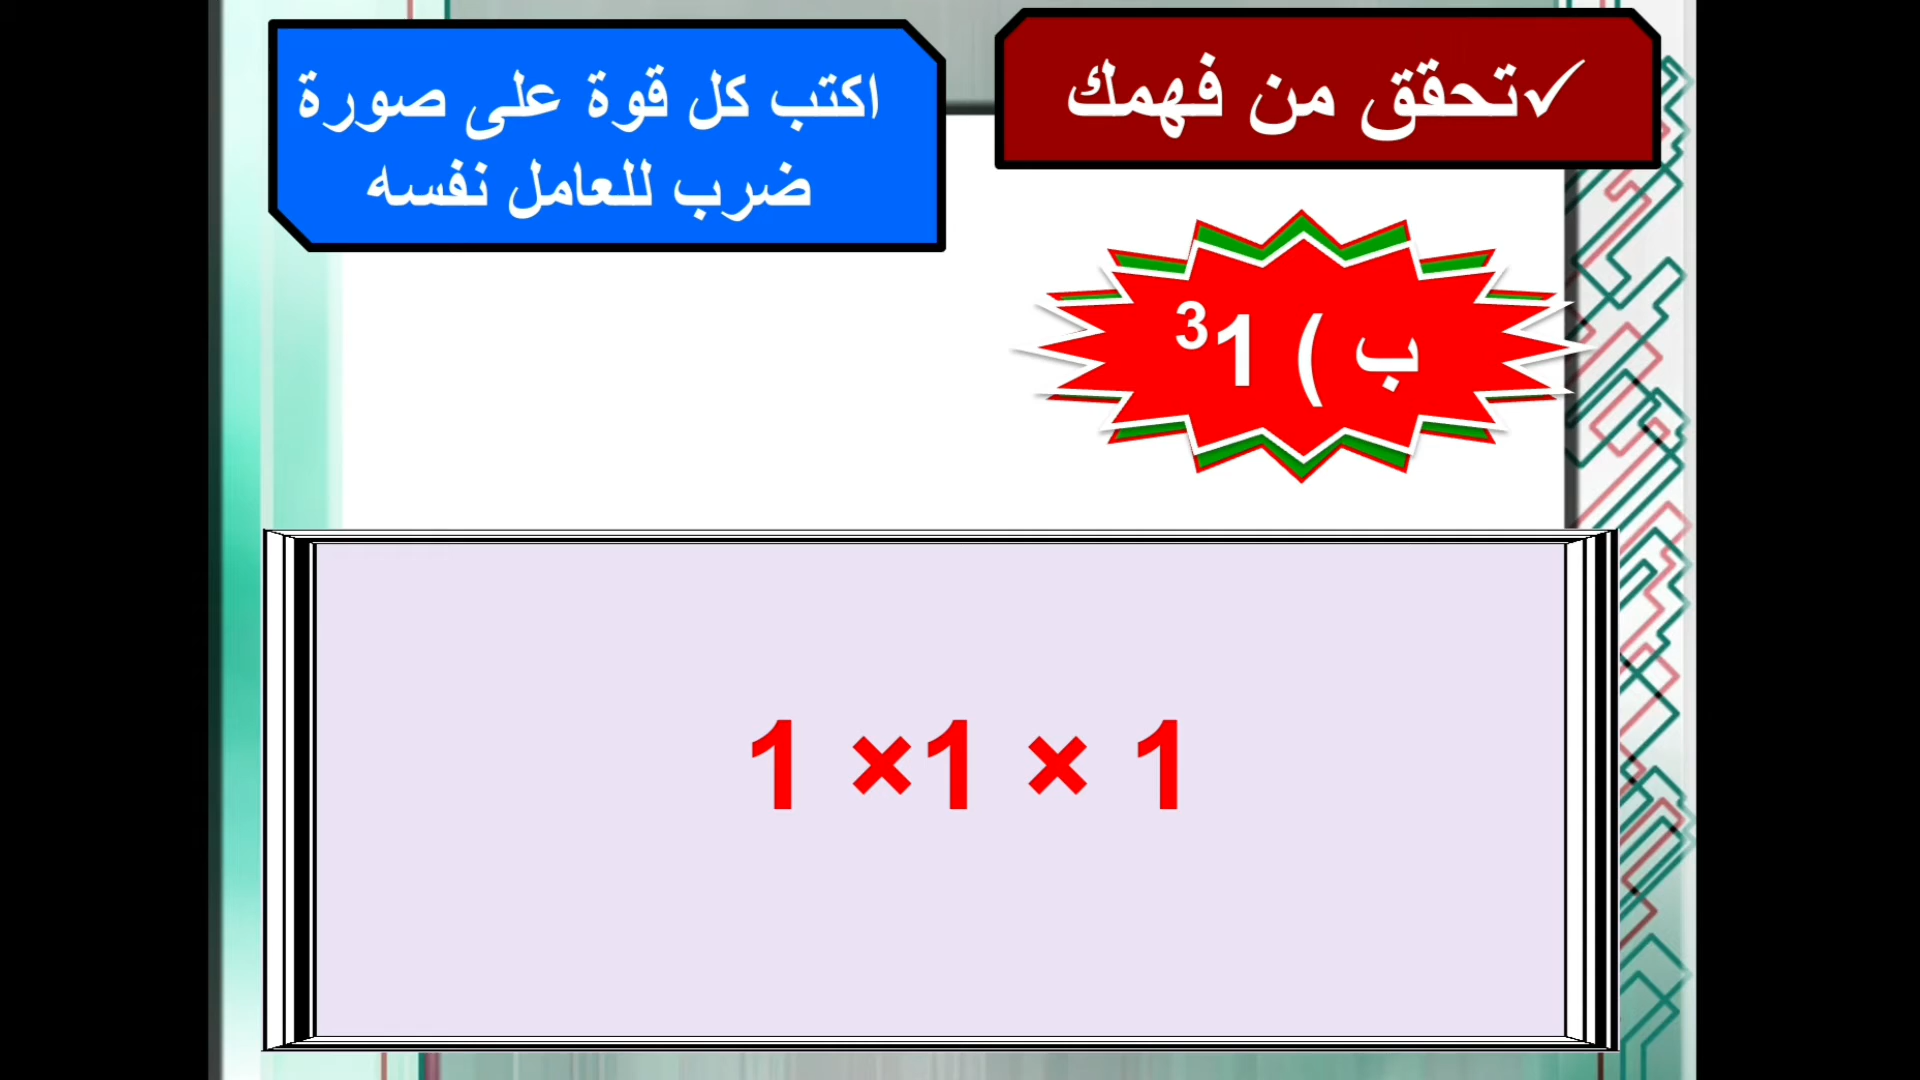 ✓تحقق من فهمك
اكتب كل قوة على صورة
ضرب للعامل نفسه
ب ) 1³
1 × 1× 1